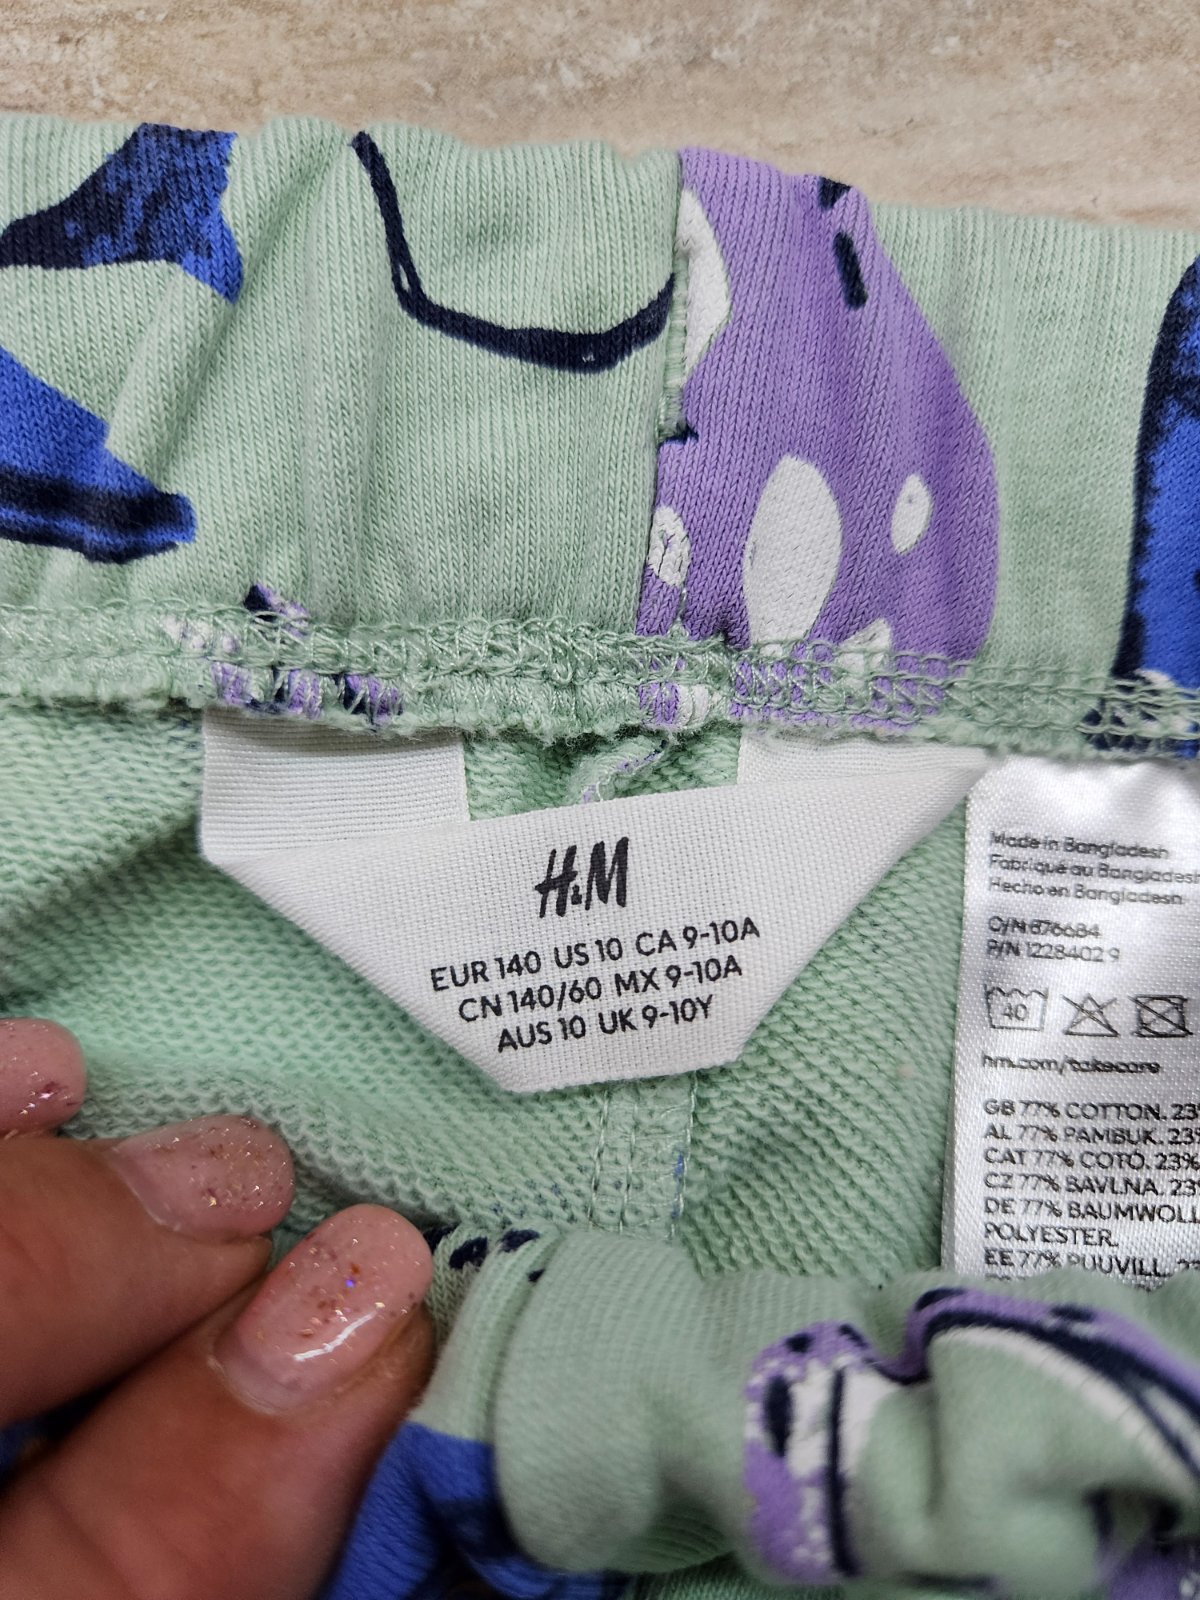 H&M
EUR 140 US 10 CA 9-10A
CN 140/60 MX 9-10A
AUS 10 UK 9-10Y
Made in Bangladesh
Fabriqué au Bangladesh
Hecho en Bangladesh
O/N 876684
P/N 1228402 9
40
hm.com/takecare
GB 77% COTTON. 23
AL 77% PAMBUK. 23%
CAT 77% COTÓ. 23%
CZ 77% BAVLNA. 23
DE 77% BAUMWOLL
POLYESTER.
EE 77% PUUVILL. 23